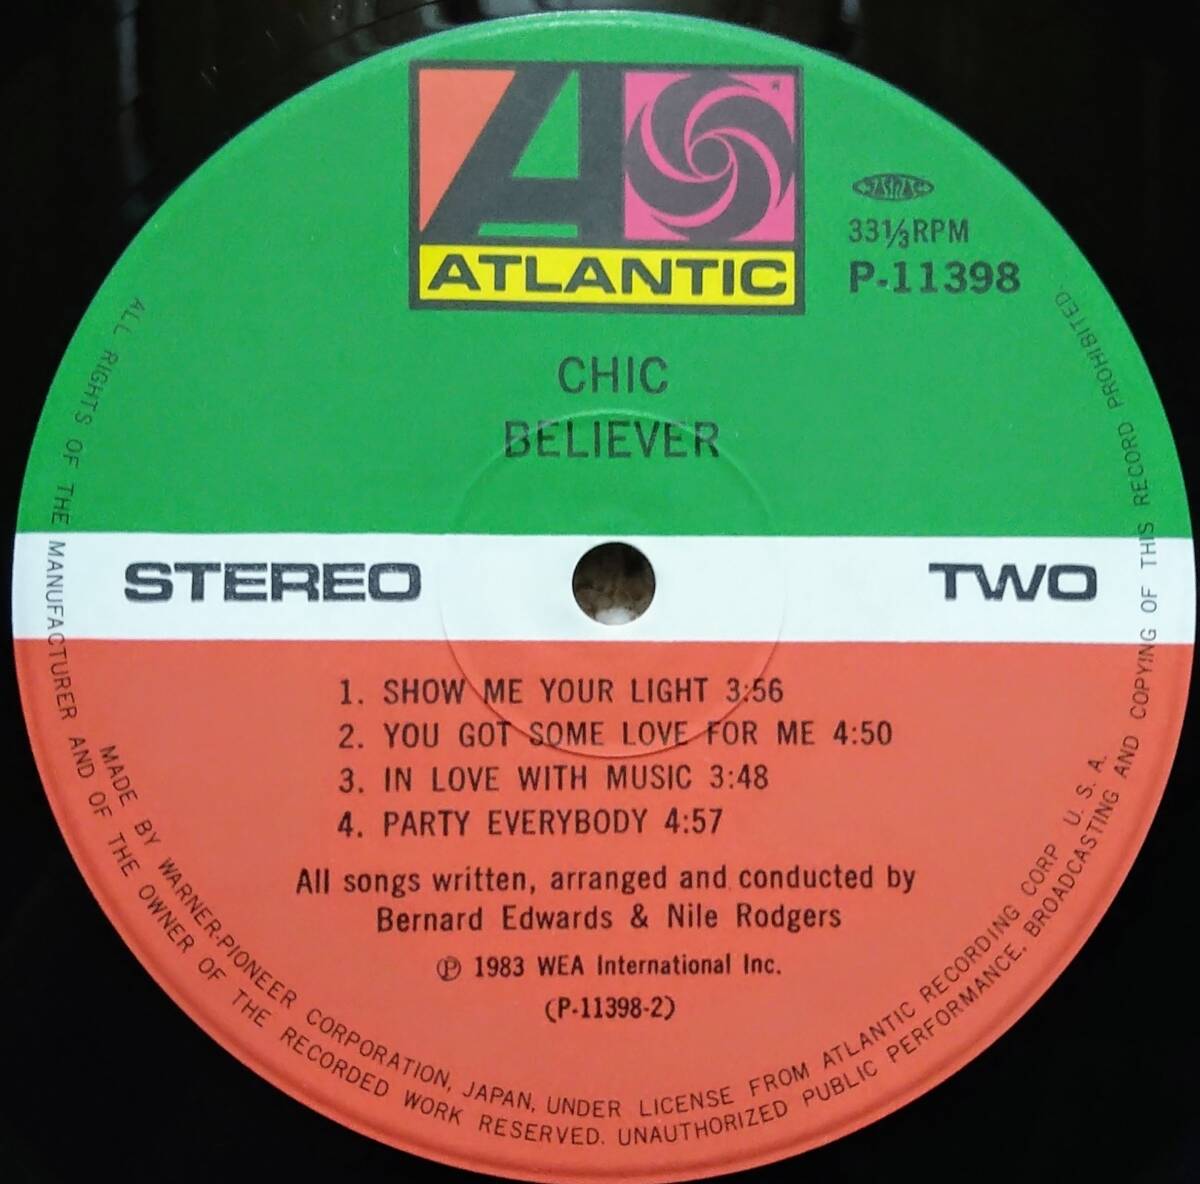 ATLANTIC
33⅓RPM
P-11398
CHIC
BELIEVER
STEREO
TWO
1. SHOW ME YOUR LIGHT 3:56
2. YOU GOT SOME LOVE FOR ME 4:50
3. IN LOVE WITH MUSIC 3:48
4. PARTY EVERYBODY 4:57
All songs written, arranged and conducted by
Bernard Edwards & Nile Rodgers
℗ 1983 WEA International Inc.
(P-11398-2)
MADE BY WARNER-PIONEER CORPORATION, JAPAN, UNDER LICENSE FROM ATLANTIC RECORDING CORP U. S. A.
ALL RIGHTS OF THE MANUFACTURER AND OF THE OWNER OF THE RECORDED WORK RESERVED. UNAUTHORIZED PUBLIC PERFORMANCE, BROADCASTING AND COPYING OF THIS RECORD PROHIBITED.